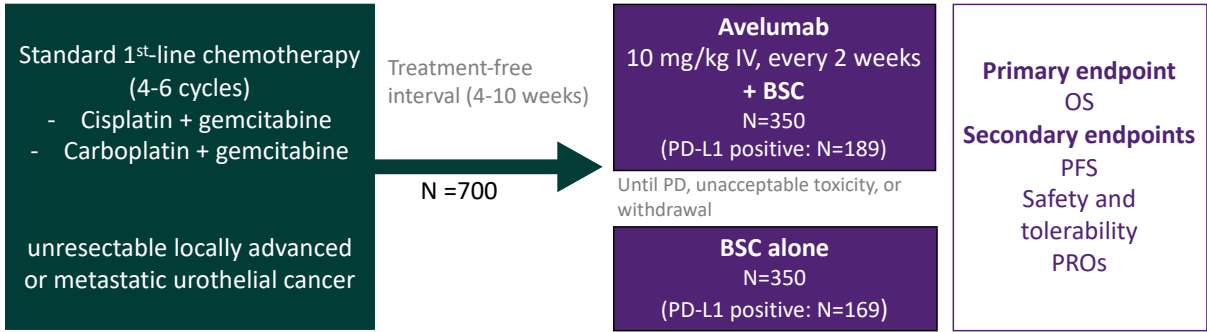 Standard 1st-line chemotherapy
(4-6 cycles)
- Cisplatin + gemcitabine
- Carboplatin + gemcitabine
unresectable locally advanced
or metastatic urothelial cancer
Treatment-free
interval (4-10 weeks)
N =700
Avelumab
10 mg/kg IV, every 2 weeks
+ BSC
N=350
(PD-L1 positive: N=189)
Until PD, unacceptable toxicity, or
withdrawal
BSC alone
N=350
(PD-L1 positive: N=169)
Primary endpoint
OS
Secondary endpoints
PFS
Safety and
tolerability
PROs